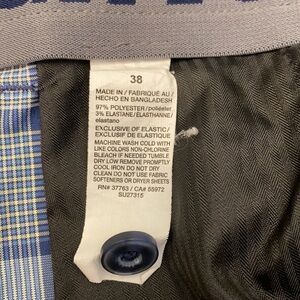 38
MADE IN / FABRIQUÉ AU /
HECHO EN BANGLADESH
97% POLYESTER / poliéster
3% ELASTANE / ÉLASTHANNE /
elastano
EXCLUSIVE OF ELASTIC /
EXCLUSIF DE ÉLASTIQUE
MACHINE WASH COLD WITH
LIKE COLORS NON-CHLORINE
BLEACH IF NEEDED TUMBLE
DRY LOW REMOVE PROMPTLY
COOL IRON DO NOT DRY
CLEAN DO NOT USE FABRIC
SOFTENERS OR DRYER SHEETS
RN# 37763 / CA# 55972
SU27315